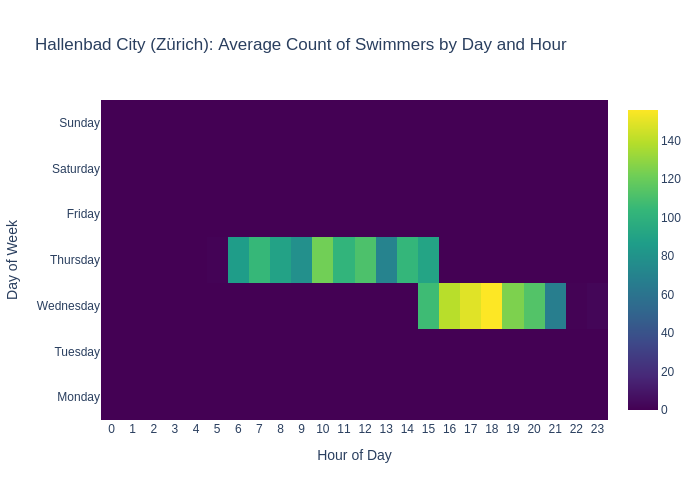 Hallenbad City (Zürich): Average Count of Swimmers by Day and Hour
Sunday
Saturday
Friday
Thursday
Wednesday
Tuesday
Monday
Day of Week
0 1 2 3 4 5 6 7 8 9 10 11 12 13 14 15 16 17 18 19 20 21 22 23
Hour of Day
140
120
100
80
60
40
20
0